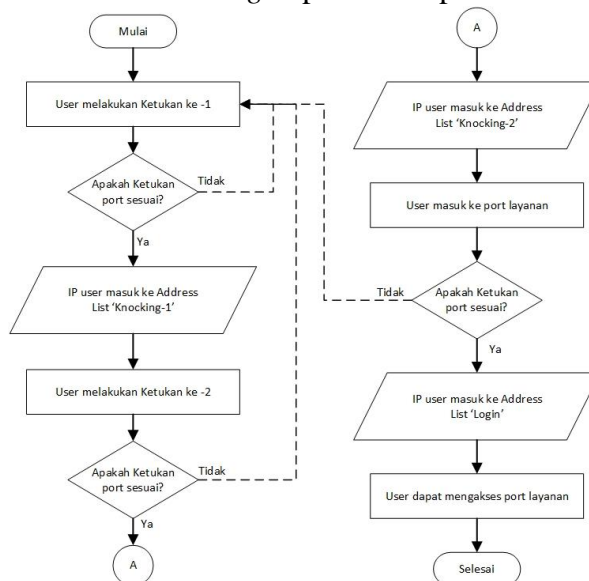 Mulai
User melakukan Ketukan ke -1
Apakah Ketukan
port sesuai?
Tidak
Ya
IP user masuk ke Address
List ‘Knocking-1’
User melakukan Ketukan ke -2
Apakah Ketukan
port sesuai?
Tidak
Ya
A
A
IP user masuk ke Address
List ‘Knocking-2’
User masuk ke port layanan
Apakah Ketukan
port sesuai?
Tidak
Ya
IP user masuk ke Address
List ‘Login’
User dapat mengakses port layanan
Selesai